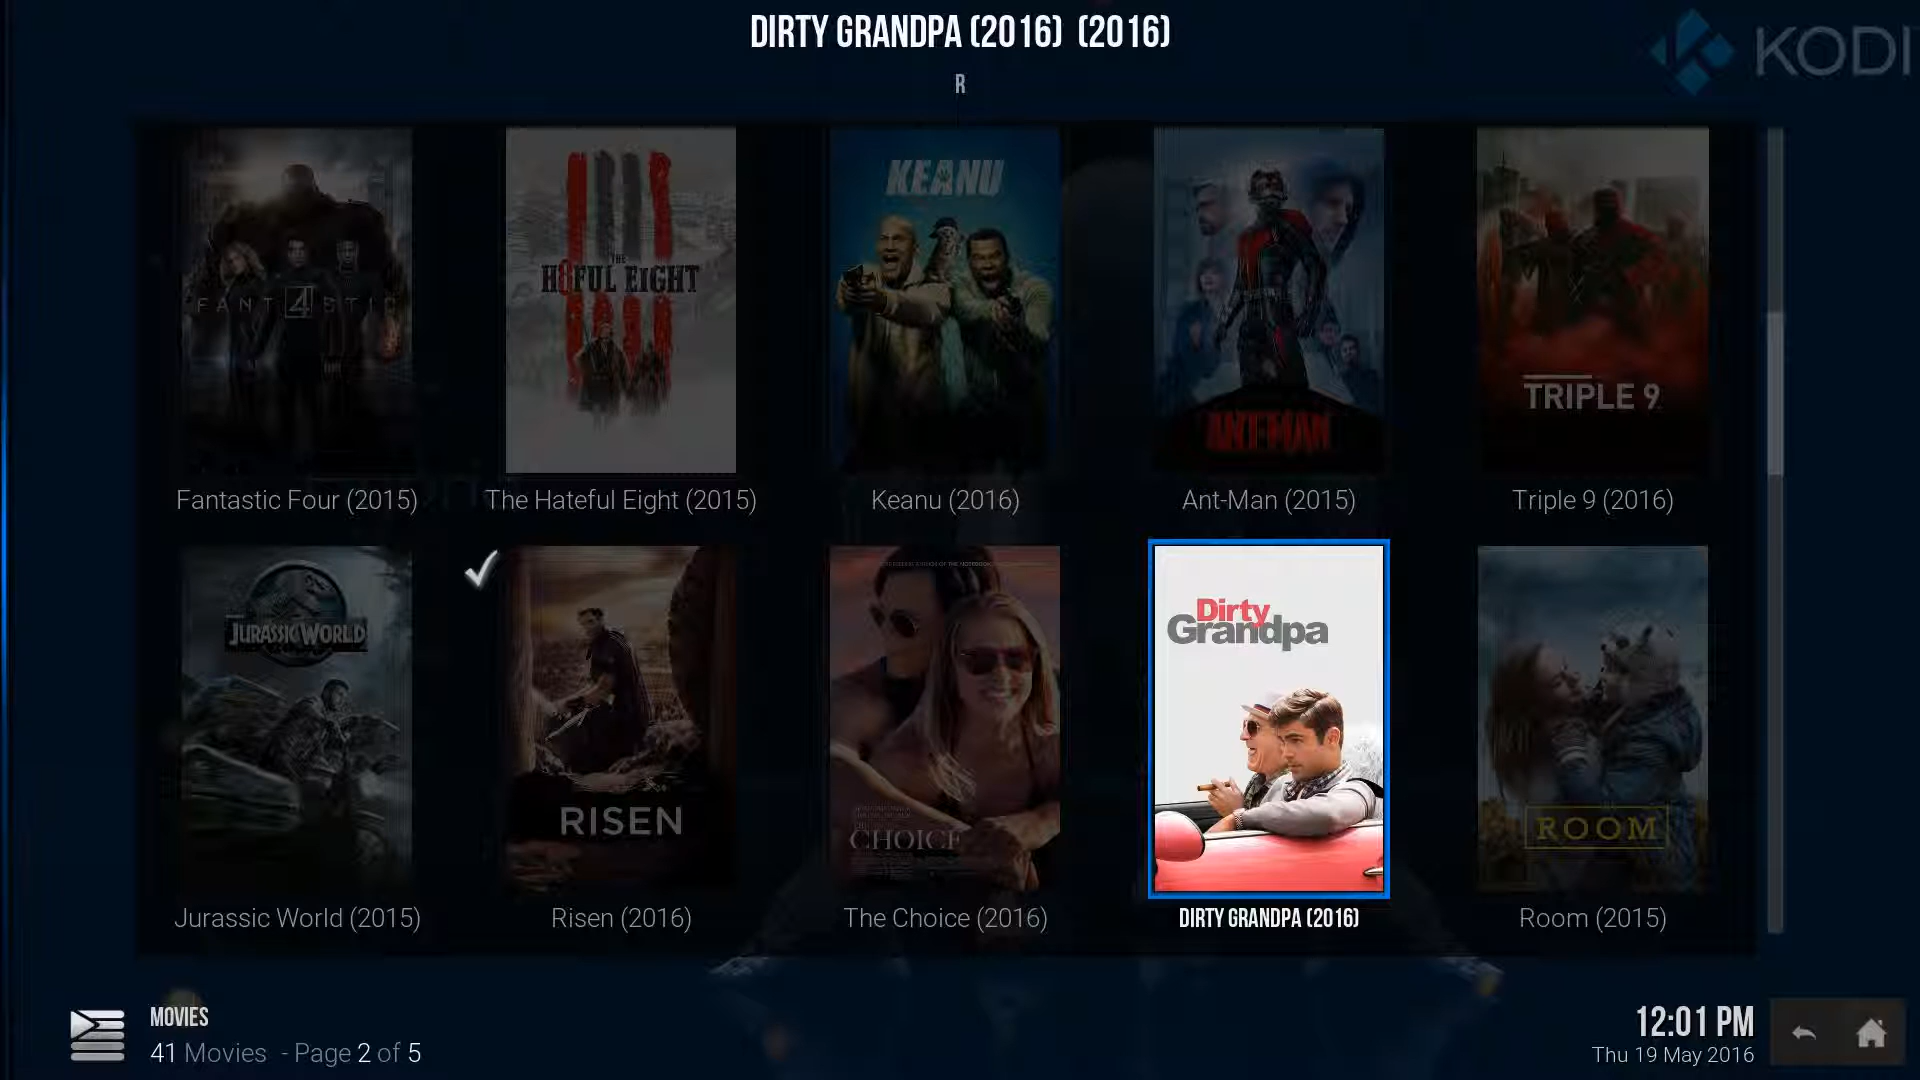 DIRTY GRANDPA (2016) (2016)
R
KODI
FANT4STIC
THE
H8FUL EIGHT
KEANU
ANT-MAN
TRIPLE 9
Fantastic Four (2015)
The Hateful Eight (2015)
Keanu (2016)
Ant-Man (2015)
Triple 9 (2016)
JURASSIC WORLD
RISEN
CHOICE
Dirty
Grandpa
ROOM
Jurassic World (2015)
Risen (2016)
The Choice (2016)
DIRTY GRANDPA (2016)
Room (2015)
MOVIES
41 Movies - Page 2 of 5
12:01 PM
Thu 19 May 2016